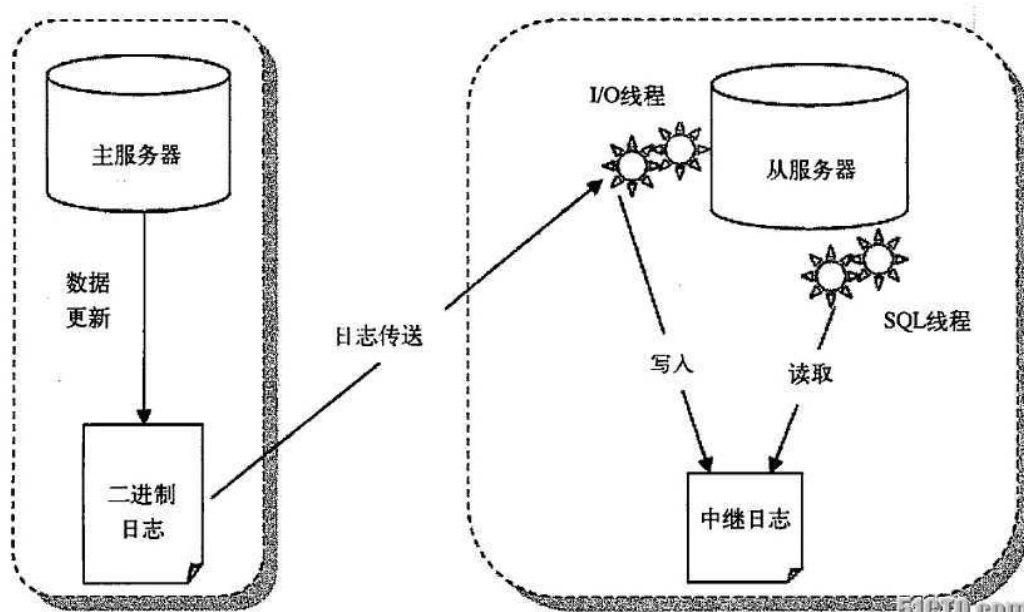 主服务器
数据
更新
二进制
日志
日志传送
I/O线程
从服务器
SQL线程
写入
读取
中继日志